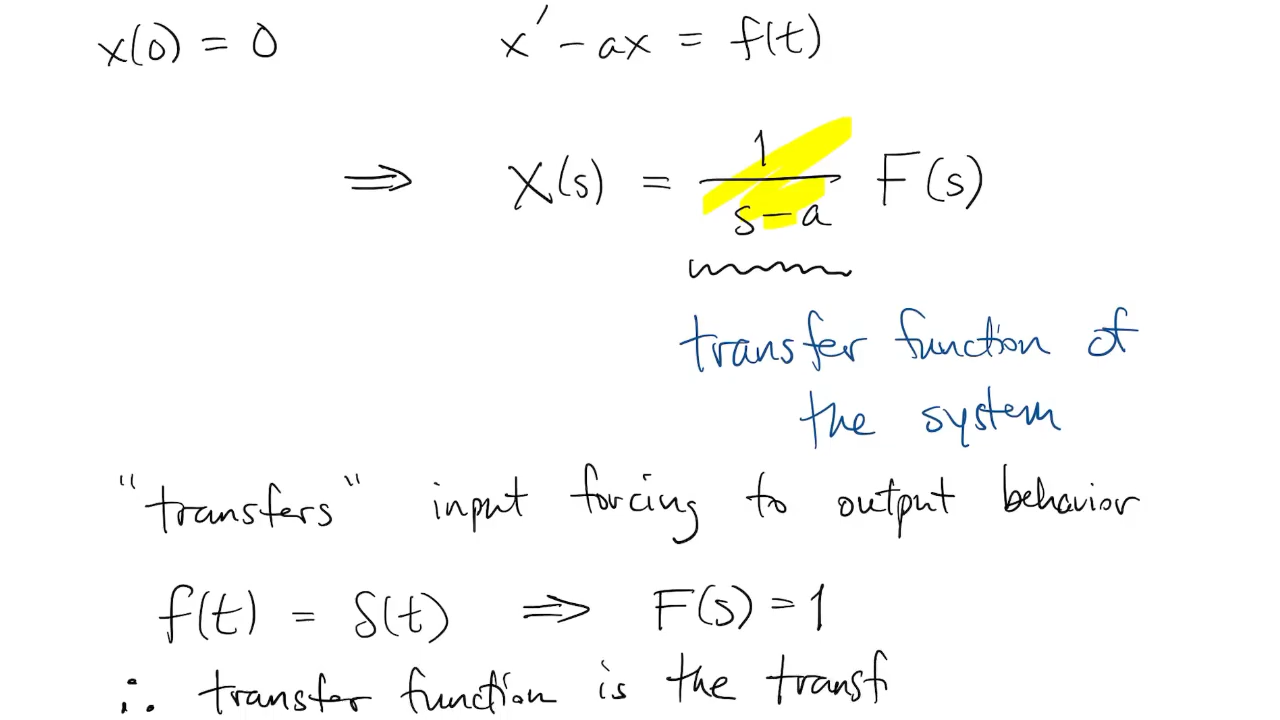 x(0) = 0    x' - ax = f(t)
⇒ X(s) = 1/(s-a) F(s)
transfer function of
the system
"transfers" input forcing to output behavior
f(t) = δ(t) ⇒ F(s) = 1
∴ transfer function is the transf